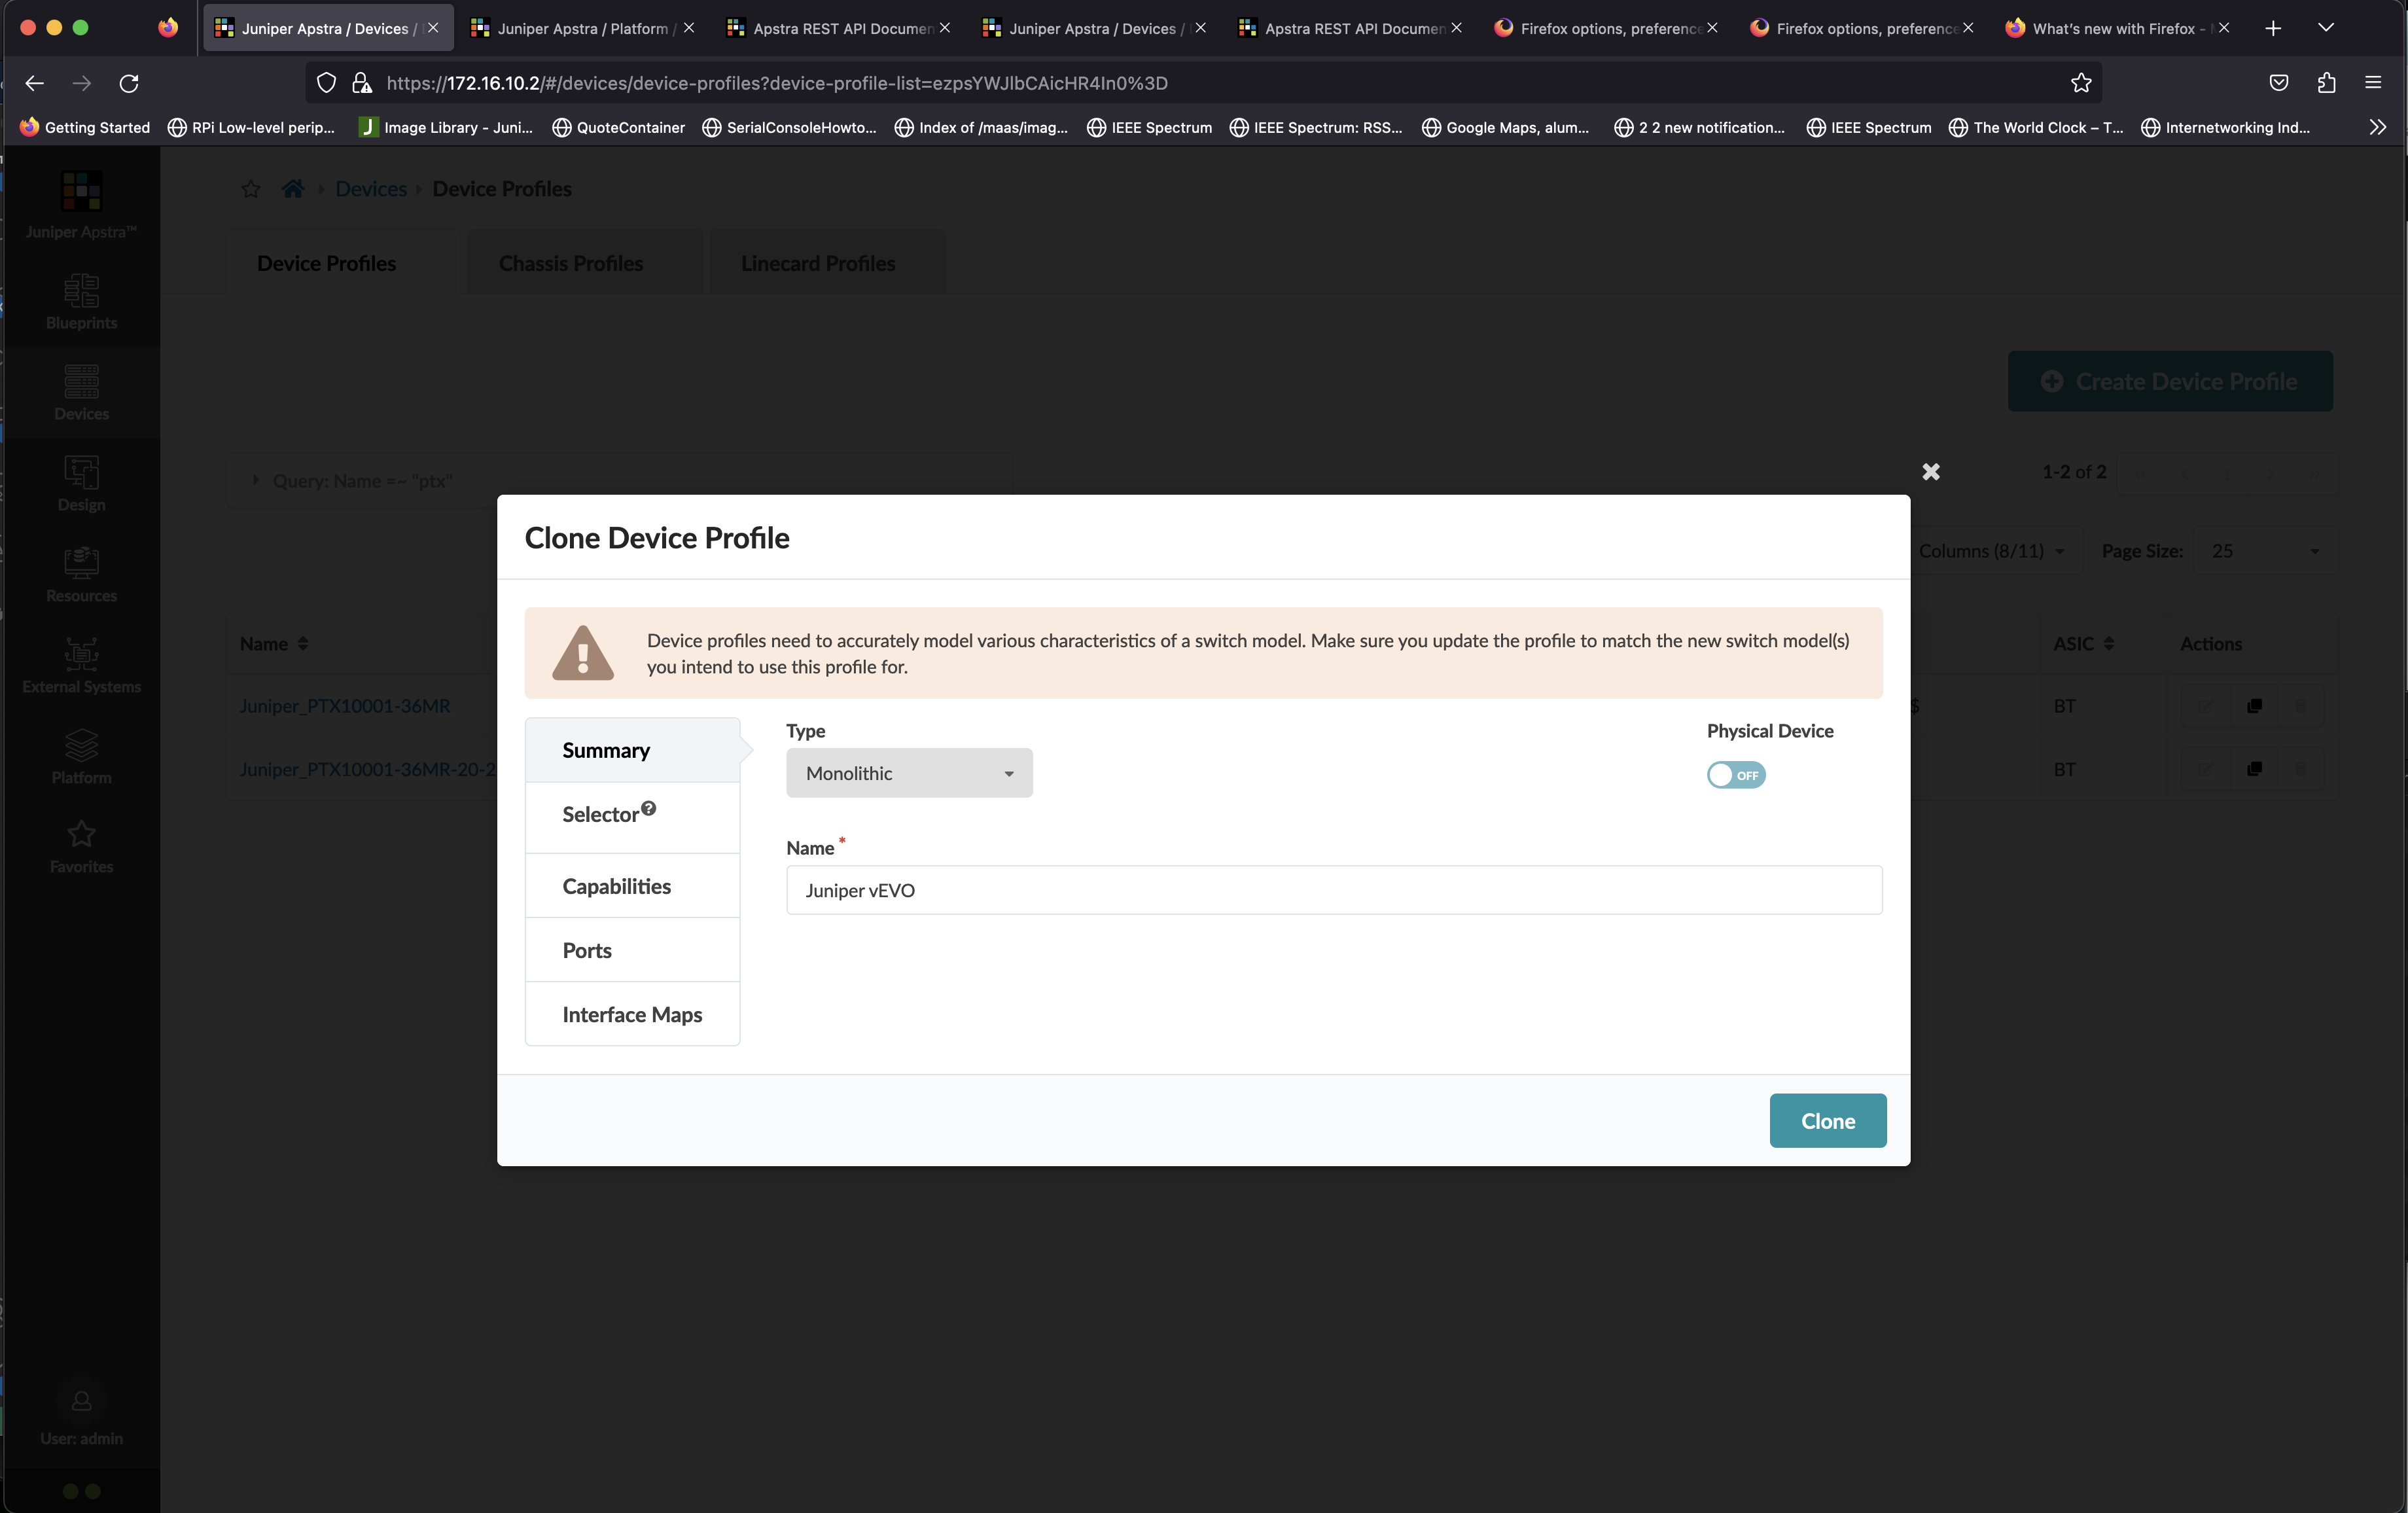 Juniper Apstra / Devices /
Juniper Apstra / Platform /
Apstra REST API Documen
Juniper Apstra / Devices /
Apstra REST API Documen
Firefox options, preference
Firefox options, preference
What's new with Firefox -
https://172.16.10.2/#/devices/device-profiles?device-profile-list=ezpsYWJlbCAicHR4In0%3D
Getting Started
RPi Low-level perip...
Image Library - Juni...
QuoteContainer
SerialConsoleHowto...
Index of /maas/imag...
IEEE Spectrum
IEEE Spectrum: RSS...
Google Maps, alum...
2 2 new notification...
IEEE Spectrum
The World Clock – T...
Internetworking Ind...
Juniper Apstra™
Blueprints
Devices
Design
Resources
External Systems
Platform
Favorites
User: admin
Devices
Device Profiles
Device Profiles
Chassis Profiles
Linecard Profiles
Create Device Profile
Query: Name =~ "ptx"
1-2 of 2
1
Columns (8/11)
Page Size:
25
Name
ASIC
Actions
Juniper_PTX10001-36MR
$
BT
Juniper_PTX10001-36MR-20-2
BT
Clone Device Profile
Device profiles need to accurately model various characteristics of a switch model. Make sure you update the profile to match the new switch model(s)
you intend to use this profile for.
Summary
Selector
Capabilities
Ports
Interface Maps
Type
Monolithic
Physical Device
OFF
Name *
Juniper vEVO
Clone